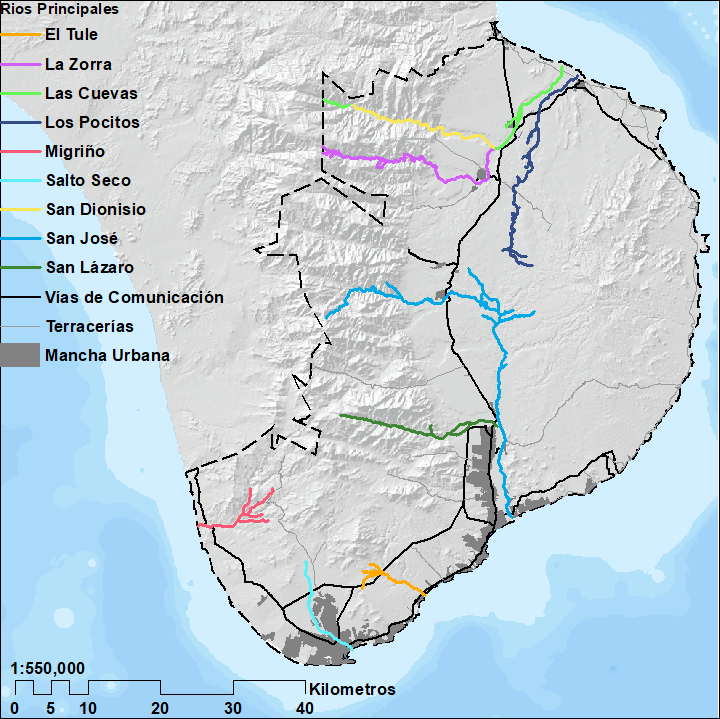 Rios Principales
El Tule
La Zorra
Las Cuevas
Los Pocitos
Migriño
Salto Seco
San Dionisio
San José
San Lázaro
Vías de Comunicación
Terracerías
Mancha Urbana
1:550,000
Kilometros
0 5 10 20 30 40